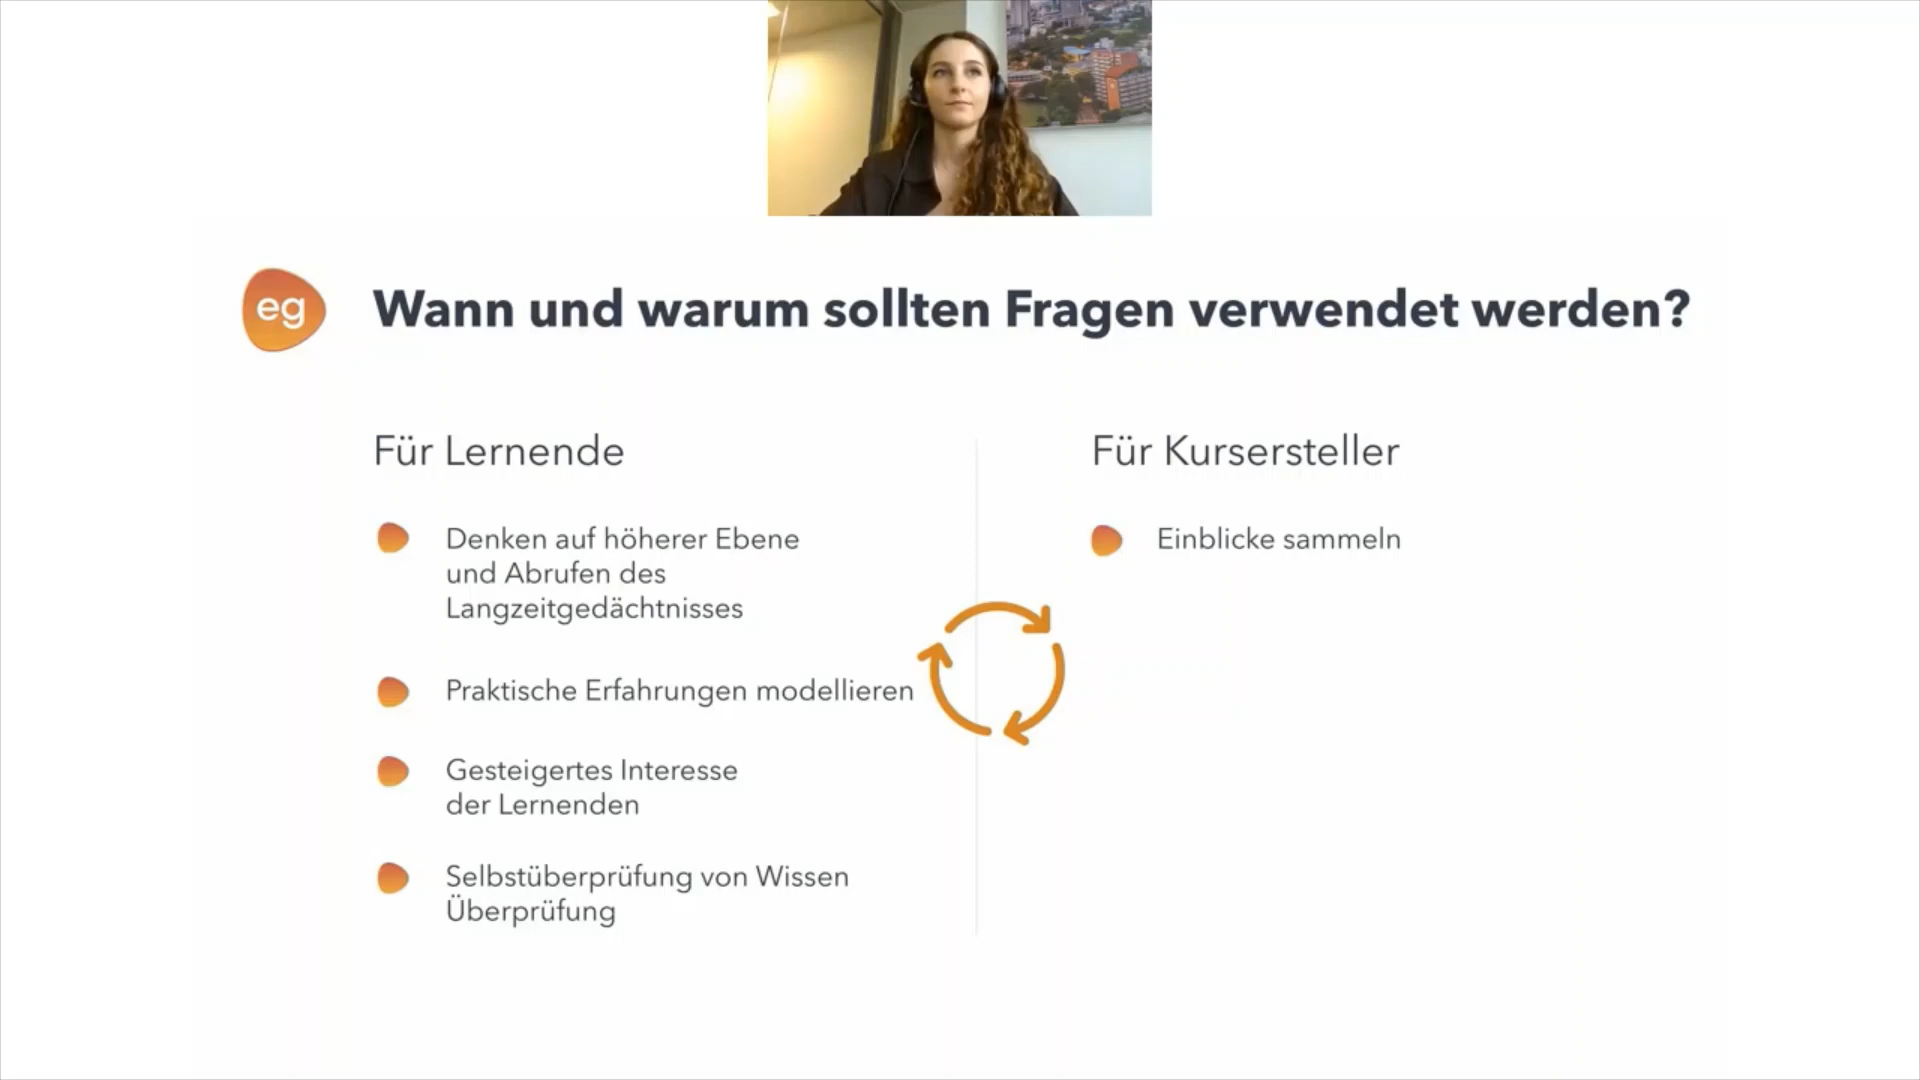 eg
Wann und warum sollten Fragen verwendet werden?
Für Lernende
Denken auf höherer Ebene
und Abrufen des
Langzeitgedächtnisses
Praktische Erfahrungen modellieren
Gesteigertes Interesse
der Lernenden
Selbstüberprüfung von Wissen
Überprüfung
Für Kursersteller
Einblicke sammeln